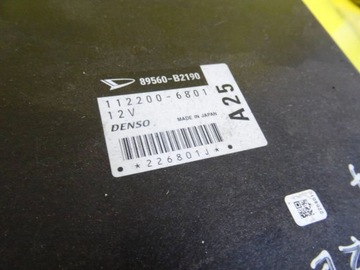 89560-B2190
112200-6801
12V
MADE IN JAPAN
DENSO
A25
*226801J*